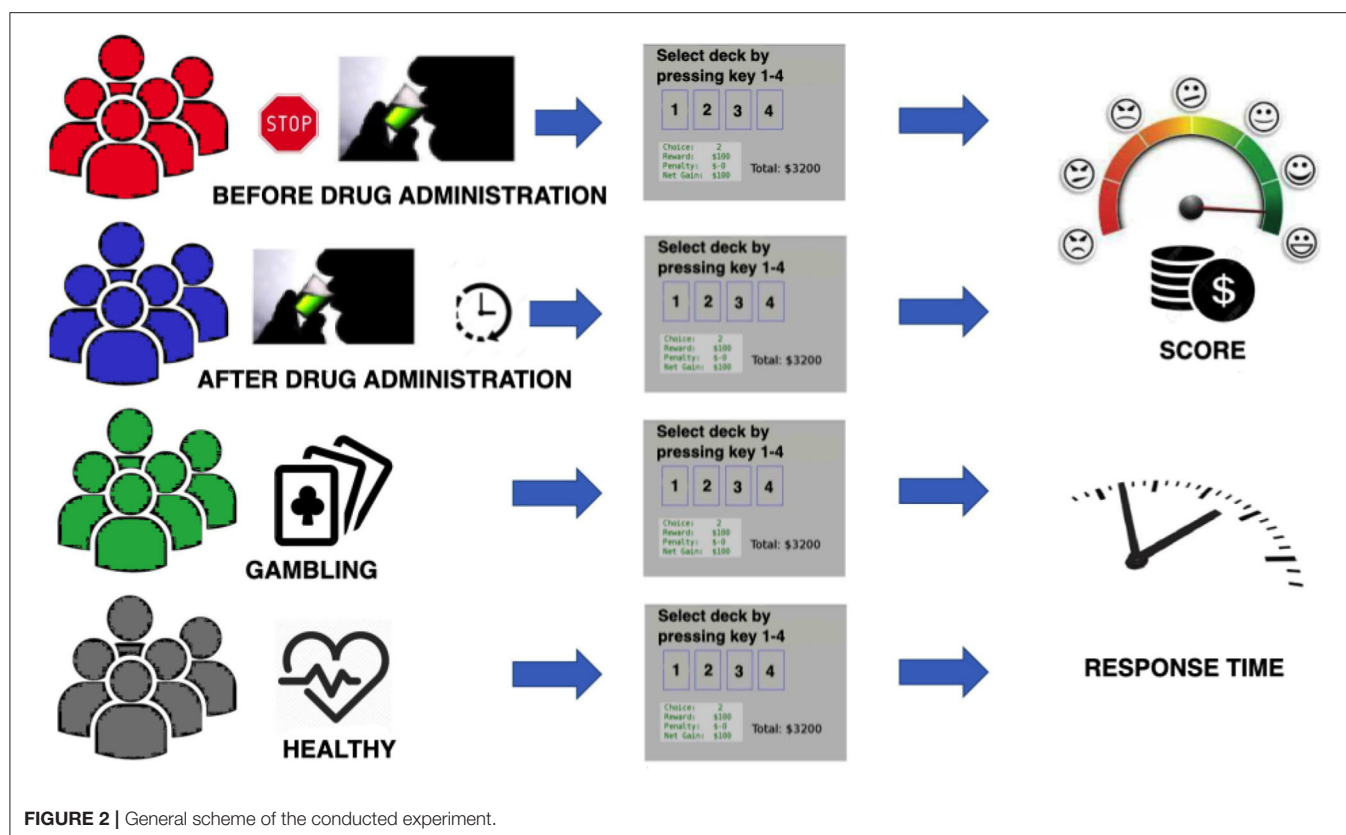 STOP
BEFORE DRUG ADMINISTRATION
Select deck by
pressing key 1-4
1 2 3 4
Choice: 2
Reward: $100
Penalty: $-0
Net Gain: $100
Total: $3200
AFTER DRUG ADMINISTRATION
Select deck by
pressing key 1-4
1 2 3 4
Choice: 2
Reward: $100
Penalty: $-0
Net Gain: $100
Total: $3200
$
SCORE
GAMBLING
Select deck by
pressing key 1-4
1 2 3 4
Choice: 2
Reward: $100
Penalty: $-0
Net Gain: $100
Total: $3200
HEALTHY
Select deck by
pressing key 1-4
1 2 3 4
Choice: 2
Reward: $100
Penalty: $-0
Net Gain: $100
Total: $3200
RESPONSE TIME
FIGURE 2 | General scheme of the conducted experiment.